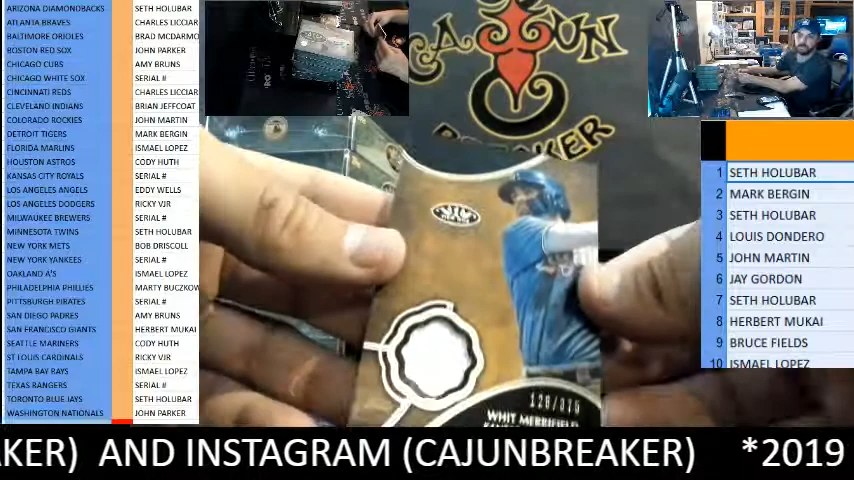 ARIZONA DIAMONDBACKS SETH HOLUBAR
ATLANTA BRAVES CHARLES LICCIAR
BALTIMORE ORIOLES BRAD MCDARMO
BOSTON RED SOX JOHN PARKER
CHICAGO CUBS AMY BRUNS
CHICAGO WHITE SOX SERIAL #
CINCINNATI REDS CHARLES LICCIAR
CLEVELAND INDIANS BRIAN JEFFCOAT
COLORADO ROCKIES JOHN MARTIN
DETROIT TIGERS MARK BERGIN
FLORIDA MARLINS ISMAEL LOPEZ
HOUSTON ASTROS CODY HUTH
KANSAS CITY ROYALS SERIAL #
LOS ANGELES ANGELS EDDY WELLS
LOS ANGELES DODGERS RICKY VJR
MILWAUKEE BREWERS SERIAL #
MINNESOTA TWINS SETH HOLUBAR
NEW YORK METS BOB DRISCOLL
NEW YORK YANKEES SERIAL #
OAKLAND A'S ISMAEL LOPEZ
PHILADELPHIA PHILLIES MARTY BUCZKOW
PITTSBURGH PIRATES SERIAL #
SAN DIEGO PADRES AMY BRUNS
SAN FRANCISCO GIANTS HERBERT MUKAI
SEATTLE MARINERS CODY HUTH
ST LOUIS CARDINALS RICKY VJR
TAMPA BAY RAYS ISMAEL LOPEZ
TEXAS RANGERS SERIAL #
TORONTO BLUE JAYS SETH HOLUBAR
WASHINGTON NATIONALS JOHN PARKER
CAJUN
BREAKER
WHIT MERRIFIELD
1 SETH HOLUBAR
2 MARK BERGIN
3 SETH HOLUBAR
4 LOUIS DONDERO
5 JOHN MARTIN
6 JAY GORDON
7 SETH HOLUBAR
8 HERBERT MUKAI
9 BRUCE FIELDS
10 ISMAEL LOPEZ
AKER) AND INSTAGRAM (CAJUNBREAKER) *2019